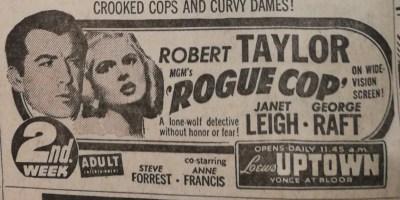 CROOKED COPS AND CURVY DAMES!
ROBERT TAYLOR
MGM's
'ROGUE COP'
ON WIDE-
VISION
SCREEN!
A lone-wolf detective
without honor or fear!
JANET GEORGE
LEIGH · RAFT
2nd.
WEEK
ADULT
ENTERTAINMENT
STEVE
FORREST ·
co-starring
ANNE
FRANCIS
OPENS DAILY 11.45 a.m.
Loew's UPTOWN
YONGE AT BLOOR